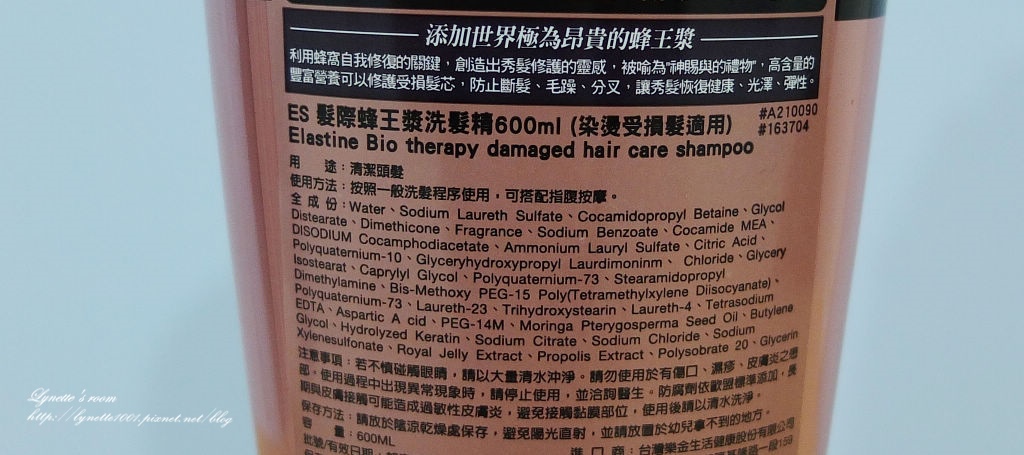 添加世界極為昂貴的蜂王漿
利用蜂窩自我修復的關鍵，創造出秀髮修護的靈感，被喻為"神賜與的禮物"，高含量的
豐富營養可以修護受損髮芯，防止斷髮、毛躁、分叉，讓秀髮恢復健康、光澤、彈性。
ES 髮際蜂王漿洗髮精600ml (染燙受損髮適用)
#A210090
#163704
Elastine Bio therapy damaged hair care shampoo
用　　途：清潔頭髮
使用方法：按照一般洗髮程序使用，可搭配指腹按摩。
全 成 份：Water、Sodium Laureth Sulfate、Cocamidopropyl Betaine、Glycol
Distearate、Dimethicone、Fragrance、Sodium Benzoate、Cocamide MEA、
DISODIUM Cocamphodiacetate、Ammonium Lauryl Sulfate、Citric Acid、
Polyquaternium-10、Glyceryhydroxypropyl Laurdimoninm、 Chloride、Glycery
Isostearat、Caprylyl Glycol、Polyquaternium-73、Stearamidopropyl
Dimethylamine、Bis-Methoxy PEG-15 Poly(Tetramethylxylene Diisocyanate)、
Polyquaternium-73、Laureth-23、Trihydroxystearin、Laureth-4、Tetrasodium
EDTA、Aspartic A cid、PEG-14M、Moringa Pterygosperma Seed Oil、Butylene
Glycol、Hydrolyzed Keratin、Sodium Citrate、Sodium Chloride、Sodium
Xylenesulfonate、Royal Jelly Extract、Propolis Extract、Polysobrate 20、Glycerin
注意事項：若不慎碰觸眼睛，請以大量清水沖淨。請勿使用於有傷口、濕疹、皮膚炎之患
部。使用過程中出現異常現象時，請停止使用，並洽詢醫生。防腐劑依歐盟標準添加，長
期與皮膚接觸可能造成過敏性皮膚炎，避免接觸黏膜部位，使用後請以清水洗淨。
保存方法：請放於陰涼乾燥處保存，避免陽光直射，並請放置於幼兒拿不到的地方。
容　　量：600ML
進 口 商：台灣樂金生活健康股份有限公司
批號/有效日期：
路一段159
Lynette's room
http://lynette1001.pixnet.net/blog